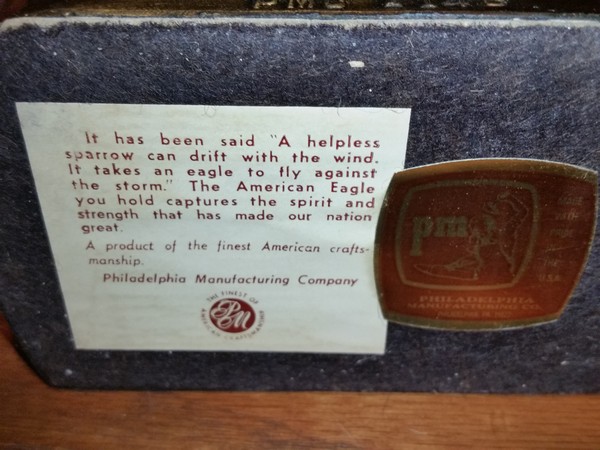 It has been said "A helpless
sparrow can drift with the wind.
It takes an eagle to fly against
the storm." The American Eagle
you hold captures the spirit and
strength that has made our nation
great.
A product of the finest American crafts-
manship.
Philadelphia Manufacturing Company
THE FINEST OF
PM
AMERICAN CRAFTSMANSHIP
pm
MADE
U.S.A.
PHILADELPHIA
MANUFACTURING CO.